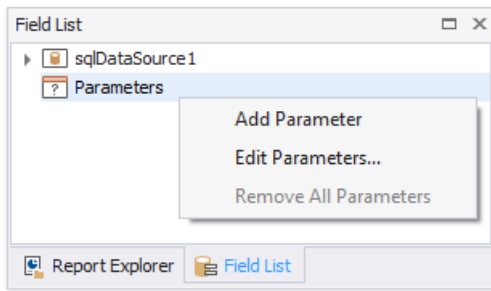 Field List
sqlDataSource1
Parameters
Add Parameter
Edit Parameters...
Remove All Parameters
Report Explorer
Field List